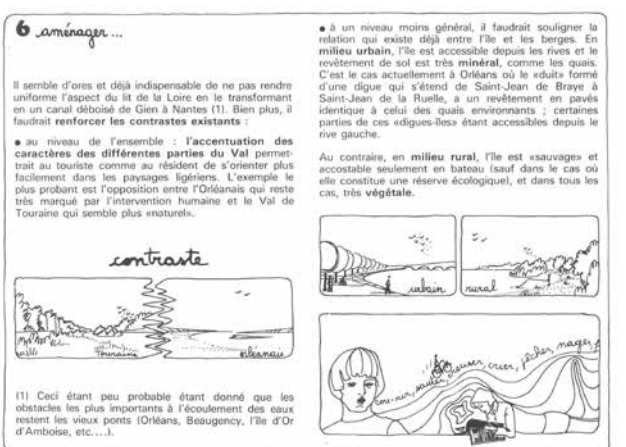 6 aménager...
Il semble d'ores et déjà indispensable de ne pas rendre
uniforme l'aspect du lit de la Loire en le transformant
en un canal déboisé de Gien à Nantes (1). Bien plus, il
faudrait renforcer les contrastes existants :
• au niveau de l'ensemble : l'accentuation des
caractères des différentes parties du Val permet-
trait au touriste comme au résident de s'orienter plus
facilement dans les paysages ligériens. L'exemple le
plus probant est l'opposition entre l'Orléanais qui reste
très marqué par l'intervention humaine et le Val de
Touraine qui semble plus «naturel».
contraste
Touraine
orléanais
(1) Ceci étant peu probable étant donné que les
obstacles les plus importants à l'écoulement des eaux
restent les vieux ponts (Orléans, Beaugency, l'île d'Or
d'Amboise, etc....).
• à un niveau moins général, il faudrait souligner la
relation qui existe déjà entre l'île et les berges. En
milieu urbain, l'île est accessible depuis les rives et le
revêtement de sol est très minéral, comme les quais.
C'est le cas actuellement à Orléans où le «duit» formé
d'une digue qui s'étend de Saint-Jean de Braye à
Saint-Jean de la Ruelle, a un revêtement en pavés
identique à celui des quais environnants ; certaines
parties de ces «digues-îles» étant accessibles depuis le
rive gauche.
Au contraire, en milieu rural, l'île est «sauvage» et
accostable seulement en bateau (sauf dans le cas où
elle constitue une réserve écologique), et dans tous les
cas, très végétale.
urbain
rural
sauter, creuser, crier, pêcher, nager,